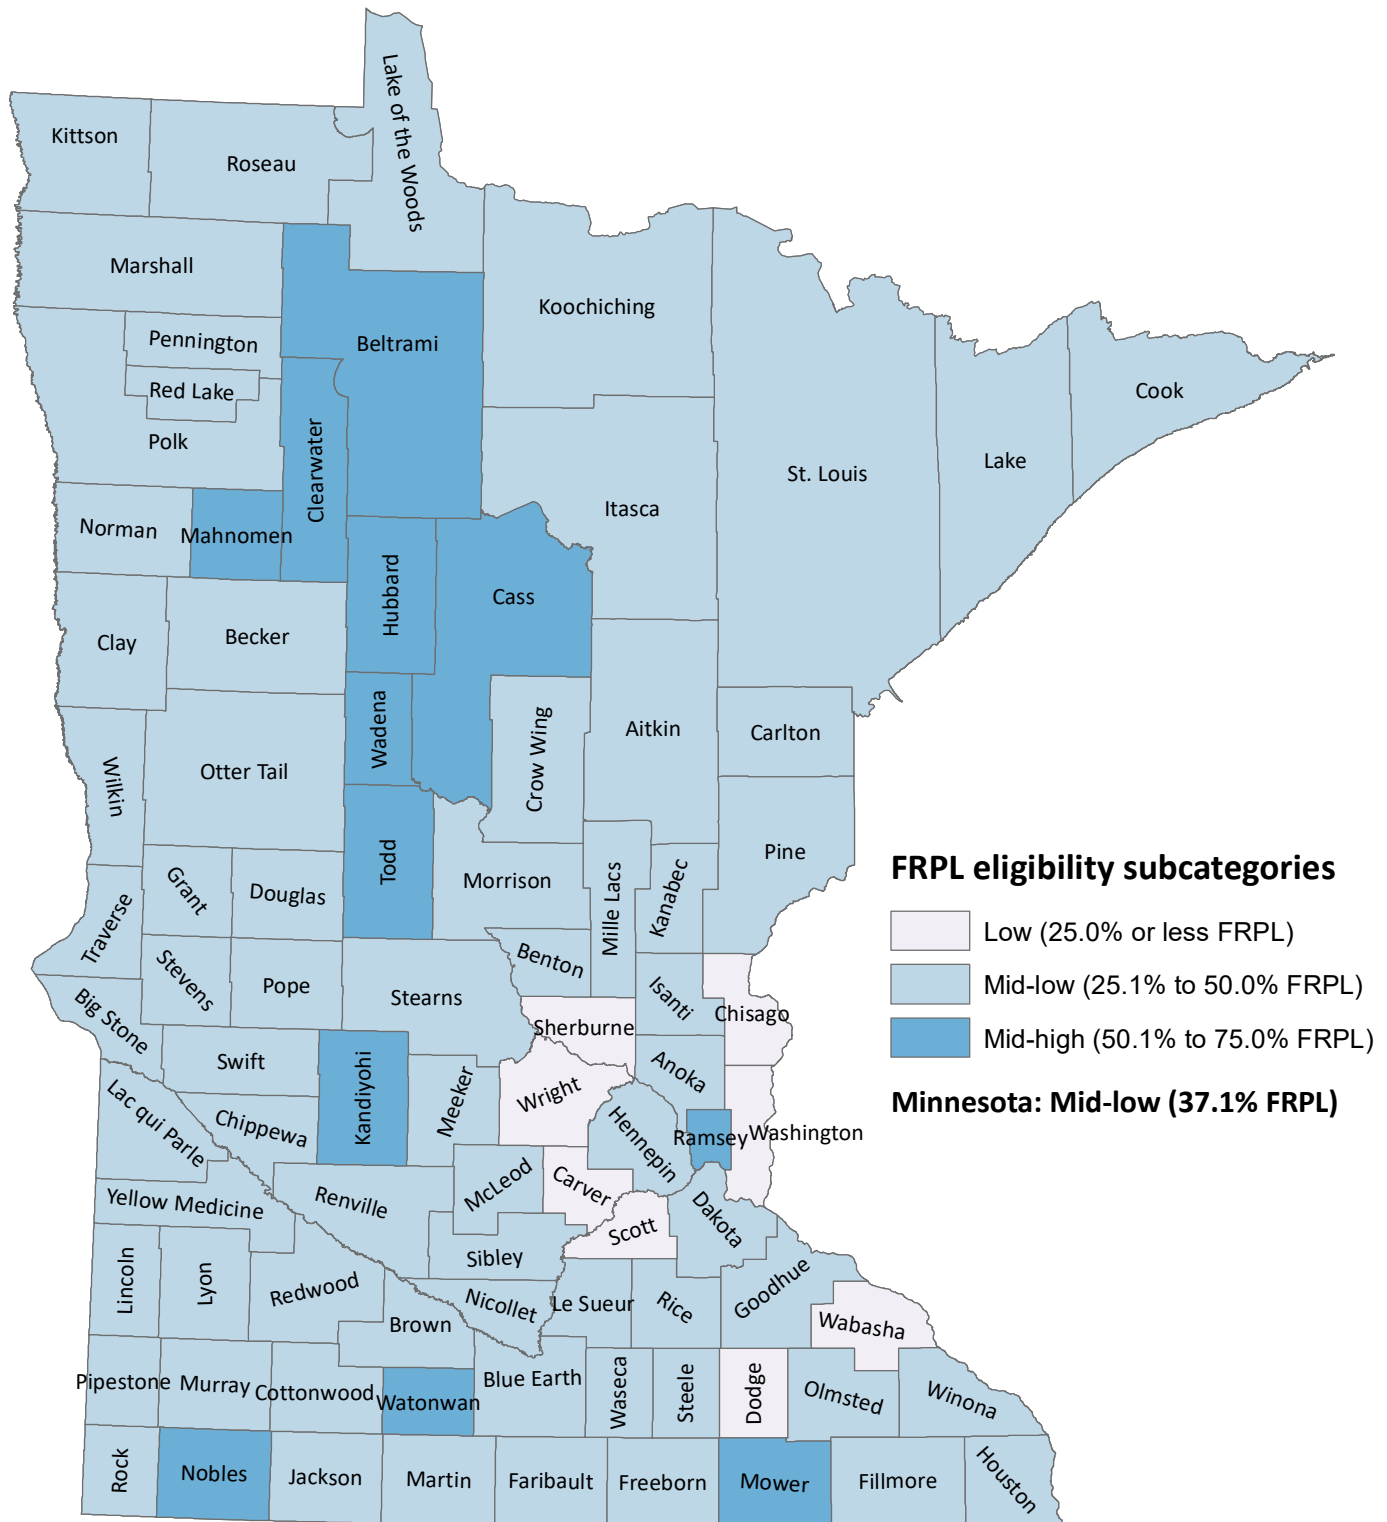 Lake of the Woods
Kittson
Roseau
Marshall
Koochiching
Pennington
Beltrami
Red Lake
Cook
Polk
Clearwater
Lake
St. Louis
Itasca
Norman
Mahnomen
Hubbard
Cass
Clay
Becker
Wadena
Crow Wing
Aitkin
Carlton
Wilkin
Otter Tail
Todd
Pine
Grant
Douglas
Morrison
Mille Lacs
Kanabec
Traverse
Benton
Stevens
Pope
Stearns
Isanti
Big Stone
Sherburne
Chisago
Swift
Anoka
Wright
Meeker
Kandiyohi
Lac qui Parle
Chippewa
Hennepin
Ramsey
Washington
McLeod
Carver
Yellow Medicine
Renville
Dakota
Scott
Sibley
Lincoln
Lyon
Redwood
Goodhue
Nicollet
Le Sueur
Rice
Brown
Wabasha
Pipestone
Murray
Cottonwood
Watonwan
Blue Earth
Waseca
Steele
Dodge
Olmsted
Winona
Rock
Nobles
Jackson
Martin
Faribault
Freeborn
Mower
Fillmore
Houston
FRPL eligibility subcategories
Low (25.0% or less FRPL)
Mid-low (25.1% to 50.0% FRPL)
Mid-high (50.1% to 75.0% FRPL)
Minnesota: Mid-low (37.1% FRPL)